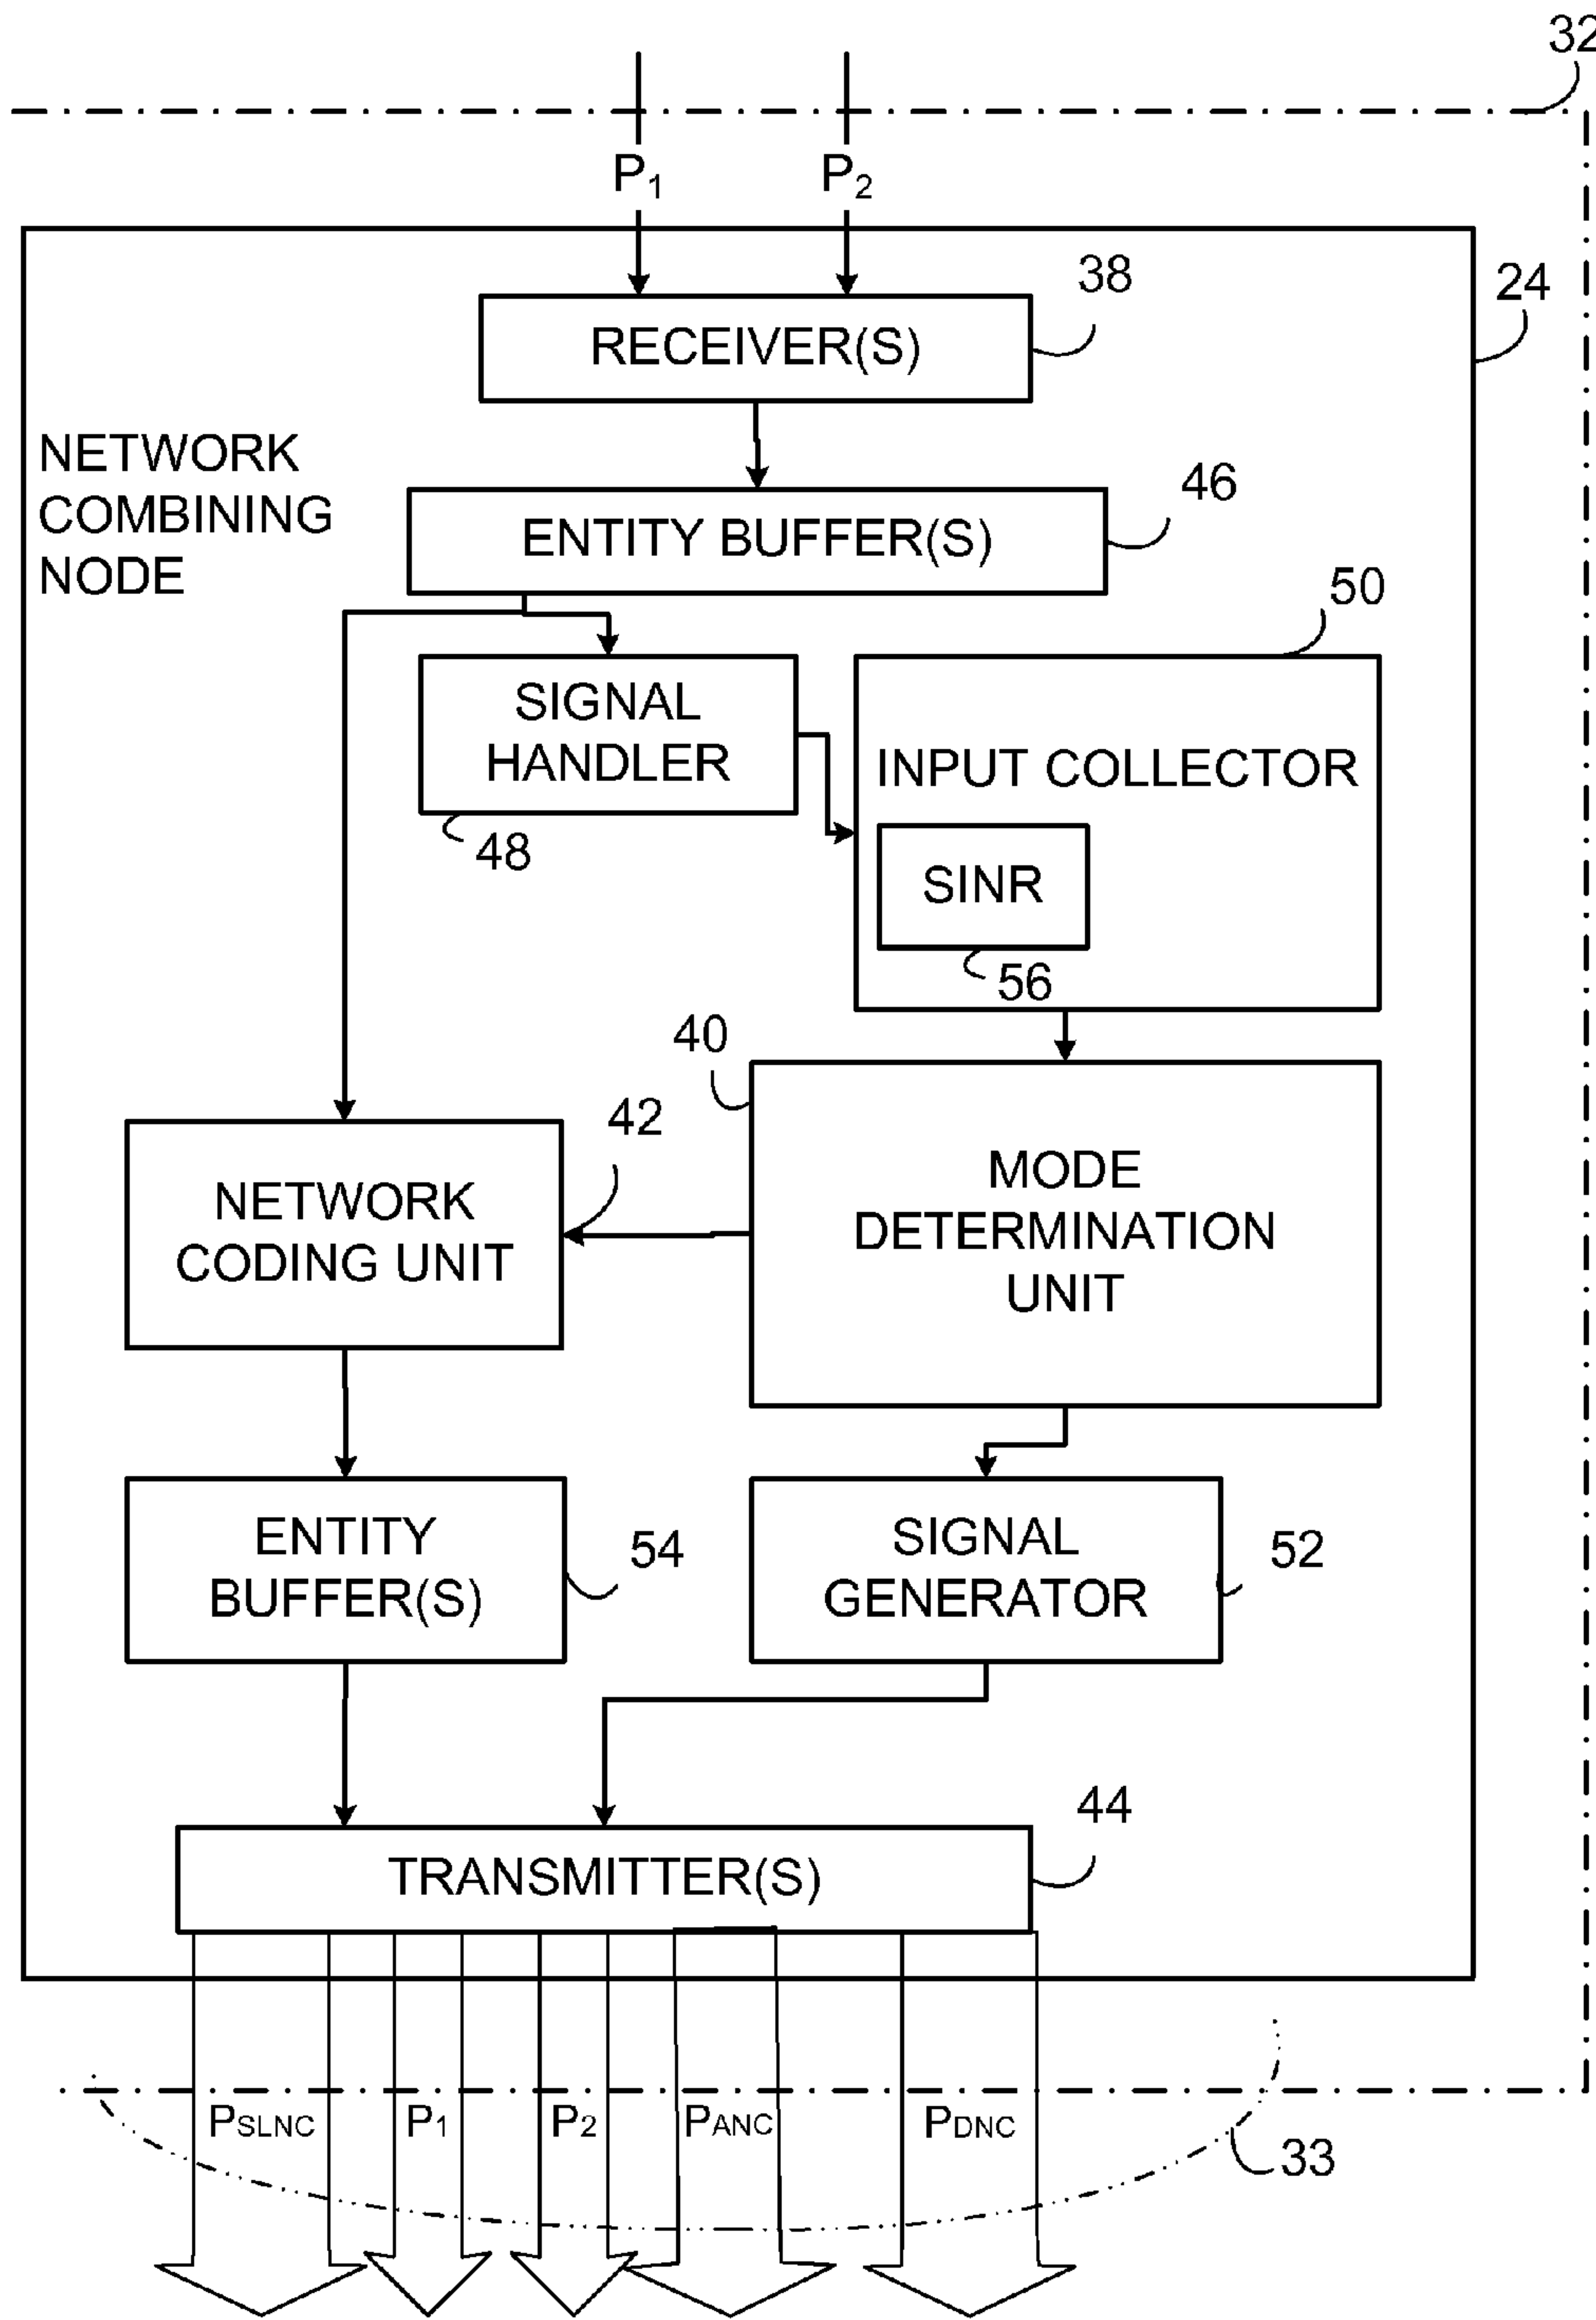 32
P1 P2
38
24
RECEIVER(S)
NETWORK
COMBINING
NODE
46
ENTITY BUFFER(S)
50
SIGNAL
HANDLER
48
INPUT COLLECTOR
SINR
56
40
42
MODE
DETERMINATION
UNIT
NETWORK
CODING UNIT
ENTITY
BUFFER(S)
54
SIGNAL
GENERATOR
52
44
TRANSMITTER(S)
PSLNC P1 P2 PANC PDNC
33